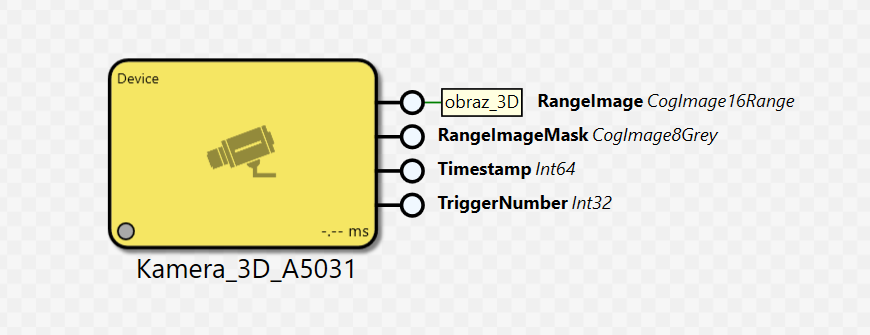 Device
obraz_3D RangeImage CogImage16Range
RangeImageMask CogImage8Grey
Timestamp Int64
TriggerNumber Int32
-.-- ms
Kamera_3D_A5031